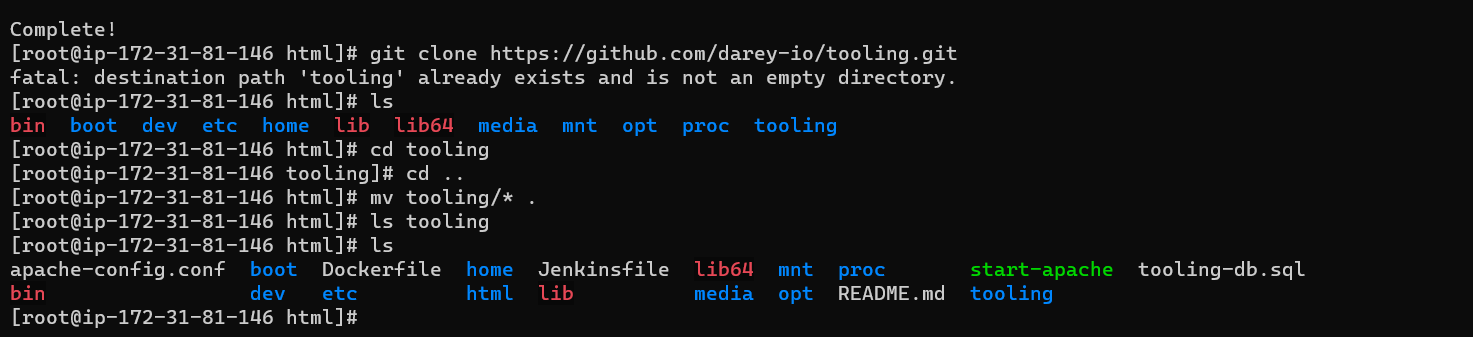 Complete!
[root@ip-172-31-81-146 html]# git clone https://github.com/darey-io/tooling.git
fatal: destination path 'tooling' already exists and is not an empty directory.
[root@ip-172-31-81-146 html]# ls
bin  boot  dev  etc  home  lib  lib64  media  mnt  opt  proc  tooling
[root@ip-172-31-81-146 html]# cd tooling
[root@ip-172-31-81-146 tooling]# cd ..
[root@ip-172-31-81-146 html]# mv tooling/* .
[root@ip-172-31-81-146 html]# ls tooling
[root@ip-172-31-81-146 html]# ls
apache-config.conf  boot  Dockerfile  home  Jenkinsfile  lib64  mnt  proc       start-apache  tooling-db.sql
bin                 dev   etc         html  lib          media  opt  README.md  tooling
[root@ip-172-31-81-146 html]#